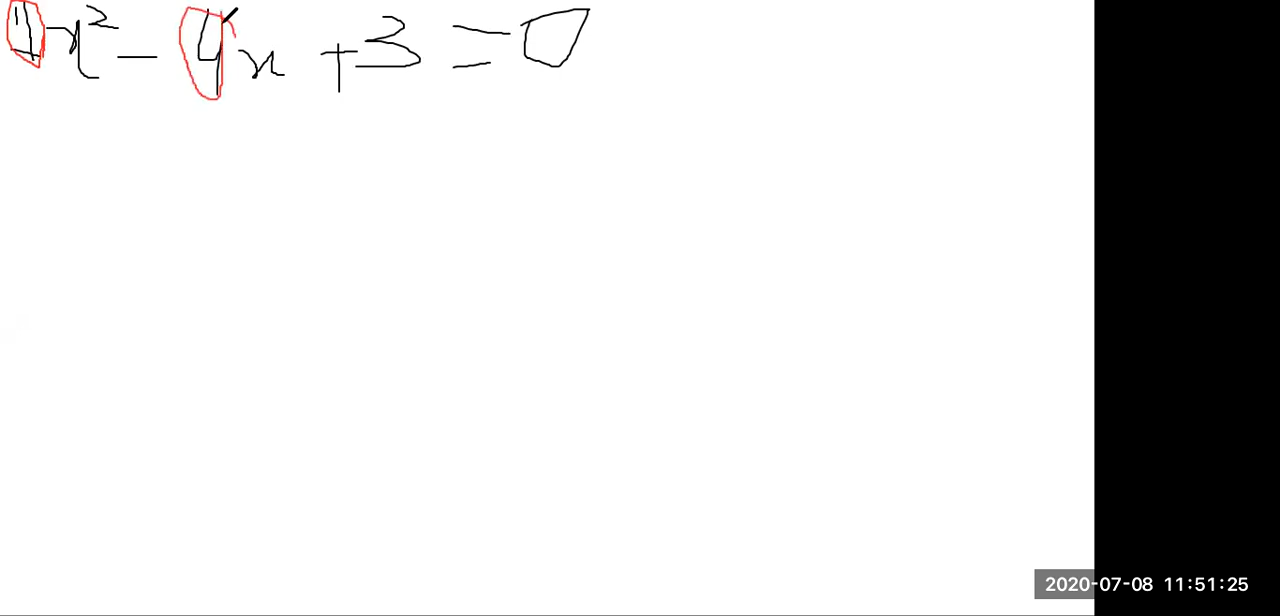 1x² - 4x + 3 = 0
2020-07-08 11:51:25